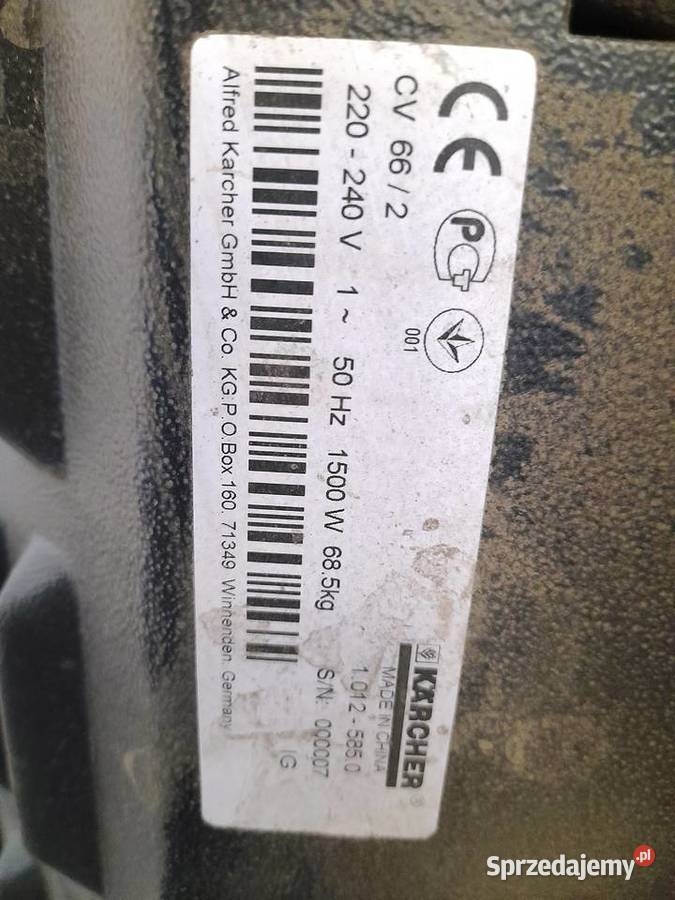 CE
PCT
001
KÄRCHER®
CV 66 / 2
MADE IN CHINA
220 - 240 V 1 ~ 50 Hz 1500 W 68.5kg
1.012 - 585.0
S/N: 000007
IG
Alfred Karcher GmbH & Co. KG.P.O.Box 160. 71349 Winnenden. Germany
Sprzedajemy.pl